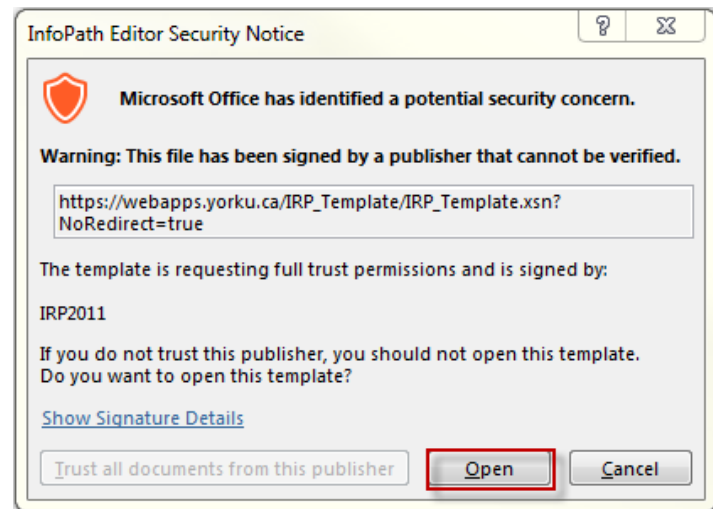 InfoPath Editor Security Notice
Microsoft Office has identified a potential security concern.
Warning: This file has been signed by a publisher that cannot be verified.
https://webapps.yorku.ca/IRP_Template/IRP_Template.xsn?
NoRedirect=true
The template is requesting full trust permissions and is signed by:
IRP2011
If you do not trust this publisher, you should not open this template.
Do you want to open this template?
Show Signature Details
Trust all documents from this publisher Open Cancel